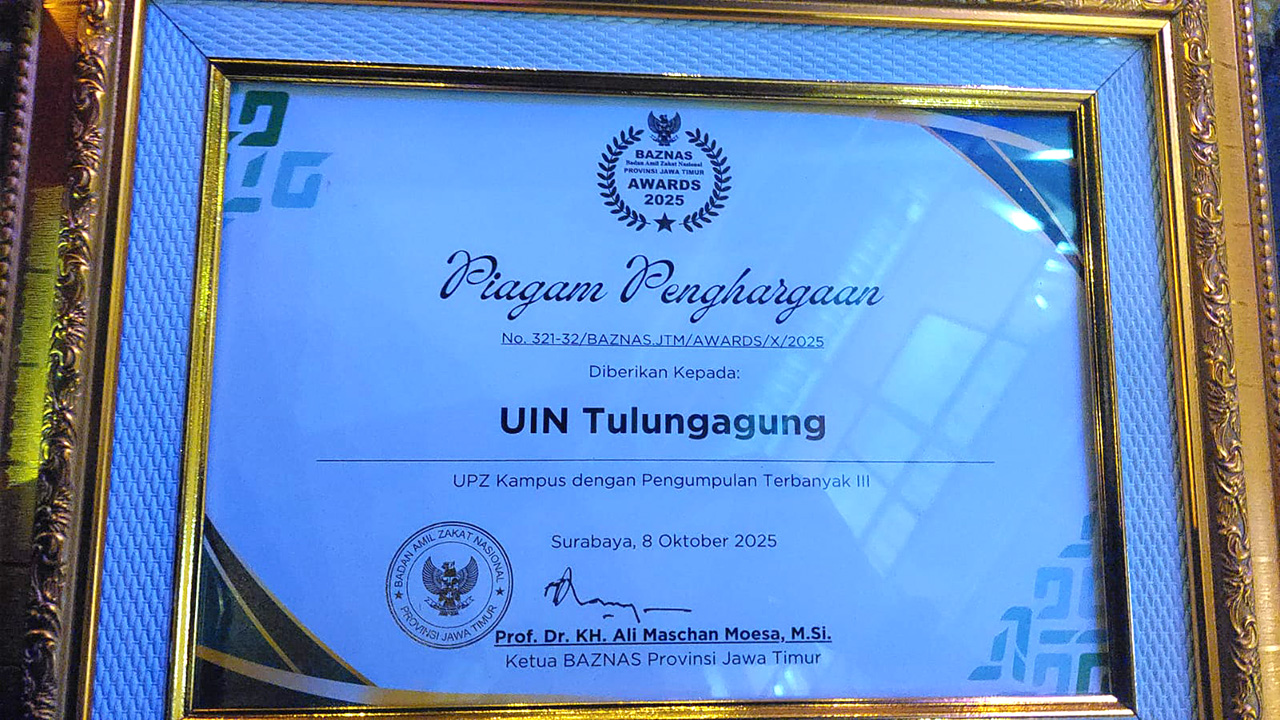 BAZNAS
Badan Amil Zakat Nasional
PROVINSI JAWA TIMUR
AWARDS
2025
Piagam Penghargaan
No. 321-32/BAZNAS.JTM/AWARDS/X/2025
Diberikan Kepada:
UIN Tulungagung
UPZ Kampus dengan Pengumpulan Terbanyak III
Surabaya, 8 Oktober 2025
BADAN AMIL ZAKAT NASIONAL
PROVINSI JAWA TIMUR
Prof. Dr. KH. Ali Maschan Moesa, M.Si.
Ketua BAZNAS Provinsi Jawa Timur